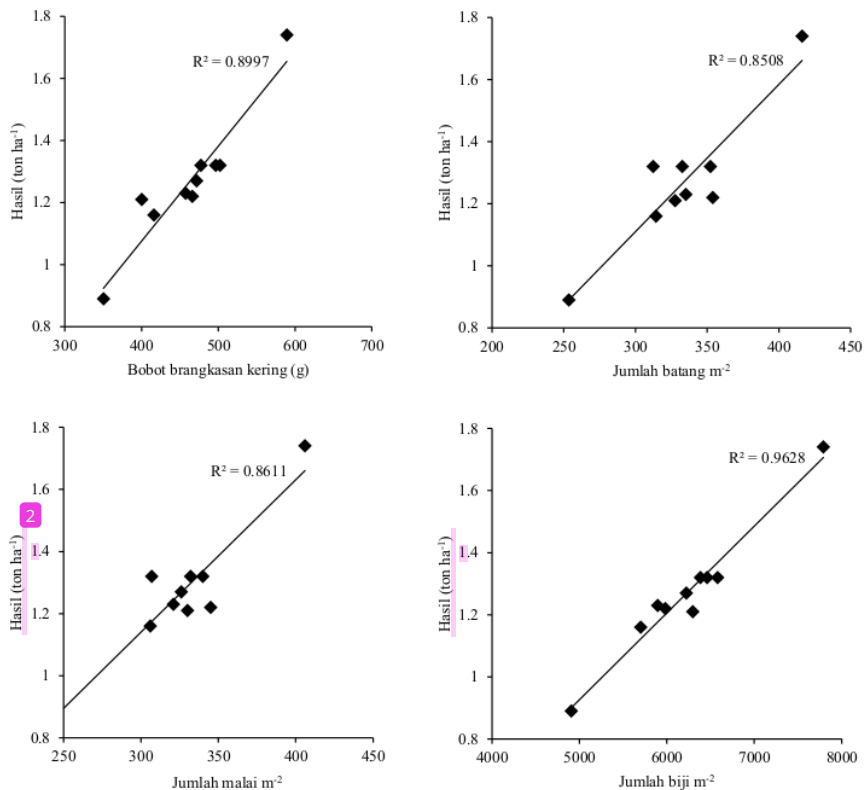 1.8
1.6
1.4
1.2
1
0.8
Hasil (ton ha-1)
R² = 0.8997
300 400 500 600 700
Bobot brangkasan kering (g)
1.8
1.6
1.4
1.2
1
0.8
Hasil (ton ha-1)
R² = 0.8508
200 250 300 350 400 450
Jumlah batang m-2
1.8
1.6
1.4
1.2
1
0.8
2
Hasil (ton ha-1)
R² = 0.8611
250 300 350 400 450
Jumlah malai m-2
1.8
1.6
1.4
1.2
1
0.8
Hasil (ton ha-1)
R² = 0.9628
4000 5000 6000 7000 8000
Jumlah biji m-2